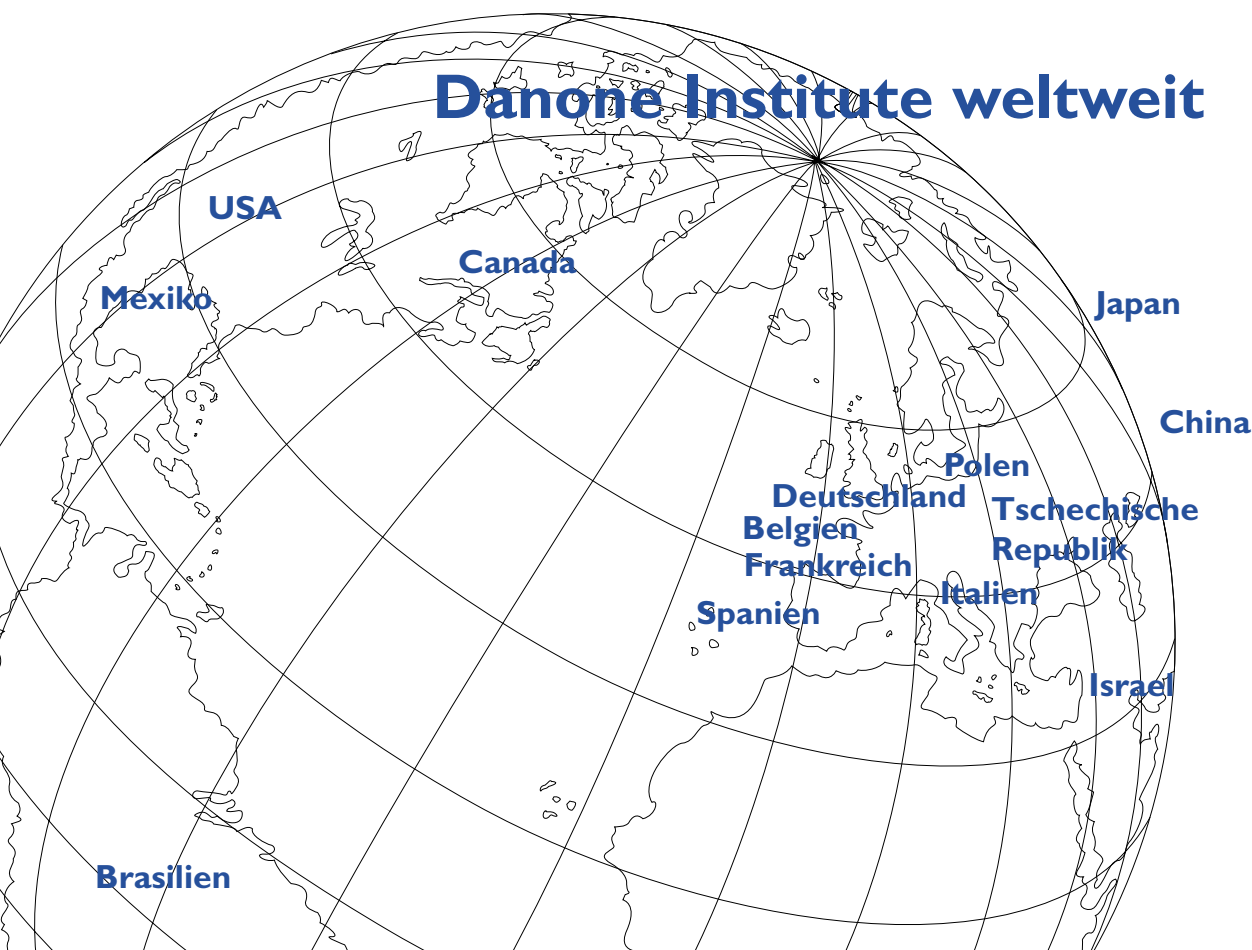 Danone Institute weltweit
USA
Canada
Mexiko
Japan
China
Polen
Deutschland
Tschechische
Republik
Belgien
Frankreich
Italien
Spanien
Israel
Brasilien